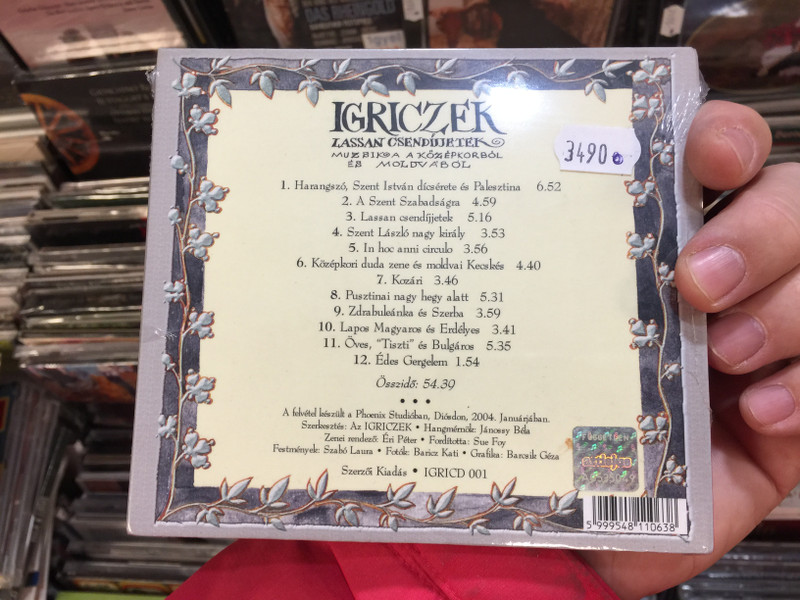 DAS RHEINGOLD
IGRICZEK
LASSAN CSENDÍJJETEK
MUZSIKA A KÖZÉPKORBÓL
ÉS MOLDVÁBÓL
3490
1. Harangszó, Szent István dícsérete és Palesztina 6.52
2. A Szent Szabadságra 4.59
3. Lassan csendíjjetek 5.16
4. Szent László nagy király 3.53
5. In hoc anni circulo 3.56
6. Középkori duda zene és moldvai Kecskés 4.40
7. Kozári 3.46
8. Pusztinai nagy hegy alatt 5.31
9. Zdrabuleánka és Szerba 3.59
10. Lapos Magyaros és Erdélyes 3.41
11. Öves, "Tiszti" és Bulgáros 5.35
12. Édes Gergelem 1.54
Összidő: 54.39
A felvétel készült a Phoenix Studióban, Diósdon, 2004. Januárjában.
Szerkesztés: Az IGRICZEK • Hangmérnök: Jánossy Béla
Zenei rendező: Éri Péter • Fordította: Sue Foy
Festmények: Szabó Laura • Fotók: Baricz Kati • Grafika: Barcsik Géza
Szerzői Kiadás • IGRICD 001
artisjus
5 999548 110638